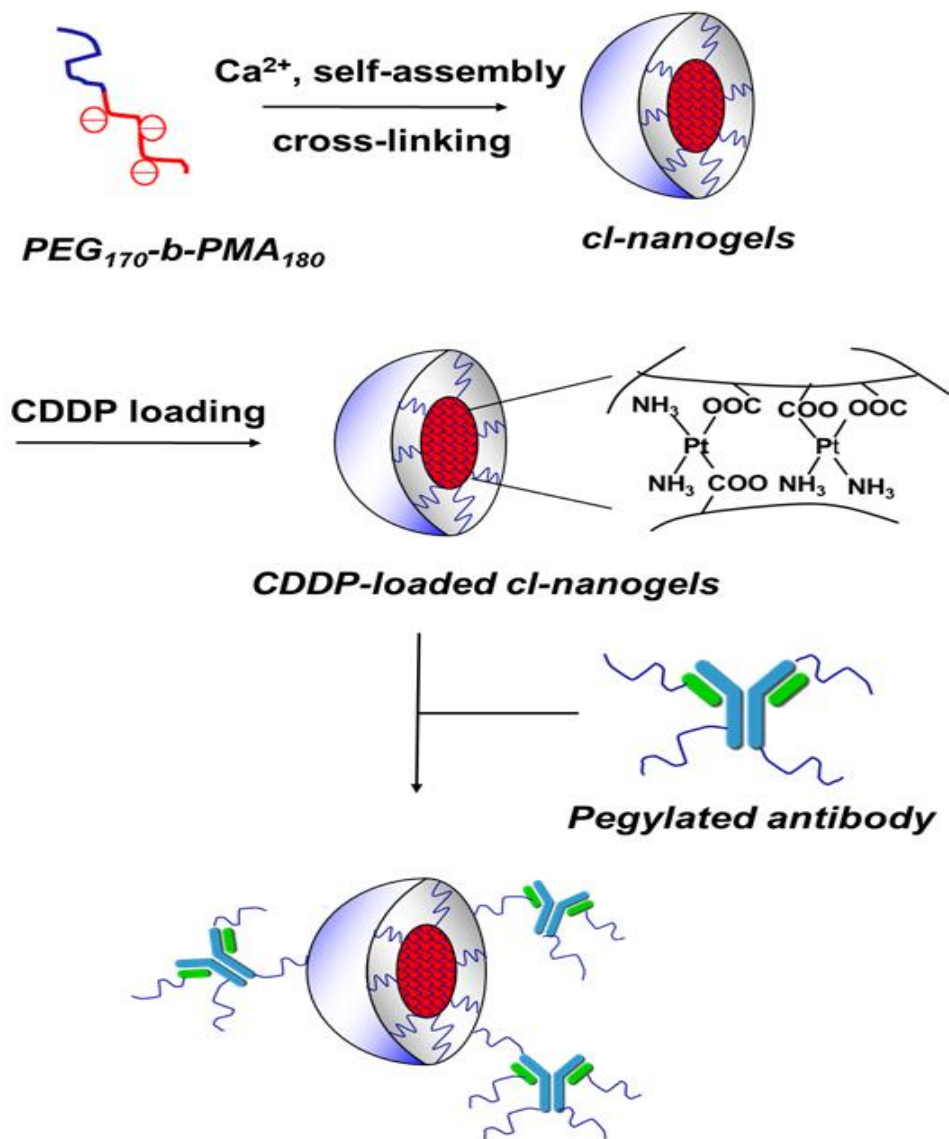 Ca²⁺, self-assembly
cross-linking
PEG₁₇₀-b-PMA₁₈₀
cl-nanogels
CDDP loading
NH₃ OOC COO OOC
Pt Pt
NH₃ COO NH₃ NH₃
CDDP-loaded cl-nanogels
Pegylated antibody